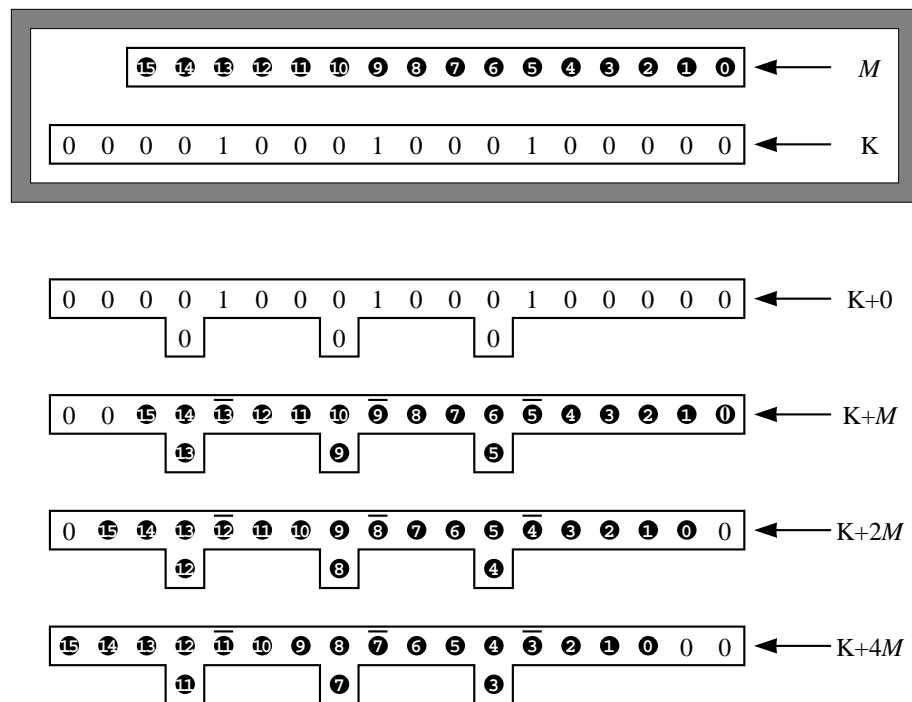 15 14 13 12 11 10 9 8 7 6 5 4 3 2 1 0 M
0 0 0 0 1 0 0 0 1 0 0 0 1 0 0 0 0 0 K
0 0 0 0 1 0 0 0 1 0 0 0 1 0 0 0 0 0 K+0
0 0 0
0 0 15 14 1̅3̅ 12 11 10 9̅ 8 7 6 5̅ 4 3 2 1 0 K+M
13 9 5
0 15 14 13 1̅2̅ 11 10 9 8̅ 7 6 5 4̅ 3 2 1 0 0 K+2M
12 8 4
15 14 13 12 1̅1̅ 10 9 8 7̅ 6 5 4 3̅ 2 1 0 0 0 K+4M
11 7 3